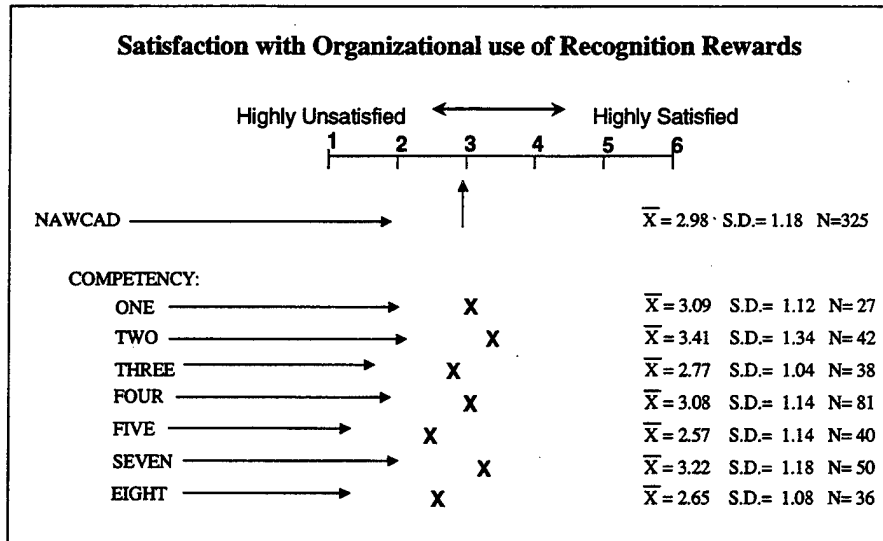 Satisfaction with Organizational use of Recognition Rewards
Highly Unsatisfied Highly Satisfied
1 2 3 4 5 6
NAWCAD X̄ = 2.98 S.D.= 1.18 N=325
COMPETENCY:
ONE X X̄ = 3.09 S.D.= 1.12 N= 27
TWO X X̄ = 3.41 S.D.= 1.34 N= 42
THREE X X̄ = 2.77 S.D.= 1.04 N= 38
FOUR X X̄ = 3.08 S.D.= 1.14 N= 81
FIVE X X̄ = 2.57 S.D.= 1.14 N= 40
SEVEN X X̄ = 3.22 S.D.= 1.18 N= 50
EIGHT X X̄ = 2.65 S.D.= 1.08 N= 36